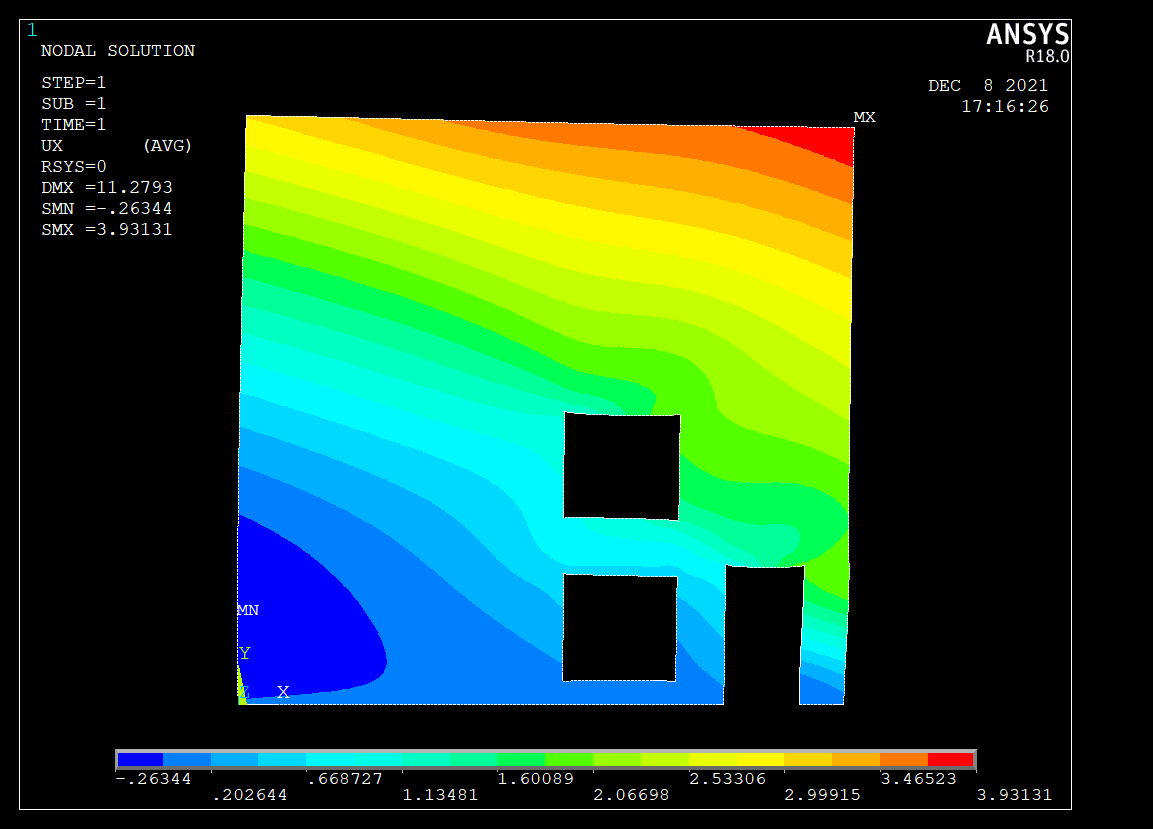 1
ANSYS
R18.0
NODAL SOLUTION
STEP=1
SUB =1
TIME=1
UX (AVG)
RSYS=0
DMX =11.2793
SMN =-.26344
SMX =3.93131
DEC 8 2021
17:16:26
MX
MN
Y
Z X
-.26344 .668727 1.60089 2.53306 3.46523
.202644 1.13481 2.06698 2.99915 3.93131